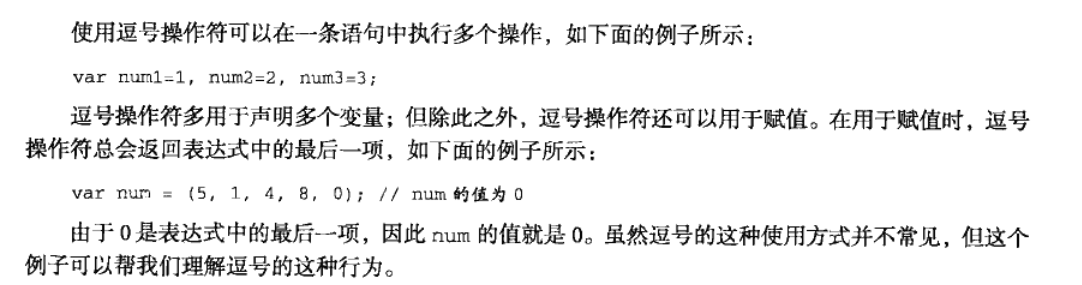 使用逗号操作符可以在一条语句中执行多个操作，如下面的例子所示：
var num1=1, num2=2, num3=3;
逗号操作符多用于声明多个变量；但除此之外，逗号操作符还可以用于赋值。在用于赋值时，逗号
操作符总会返回表达式中的最后一项，如下面的例子所示：
var num = (5, 1, 4, 8, 0); // num 的值为 0
由于 0 是表达式中的最后一项，因此 num 的值就是 0。虽然逗号的这种使用方式并不常见，但这个
例子可以帮我们理解逗号的这种行为。